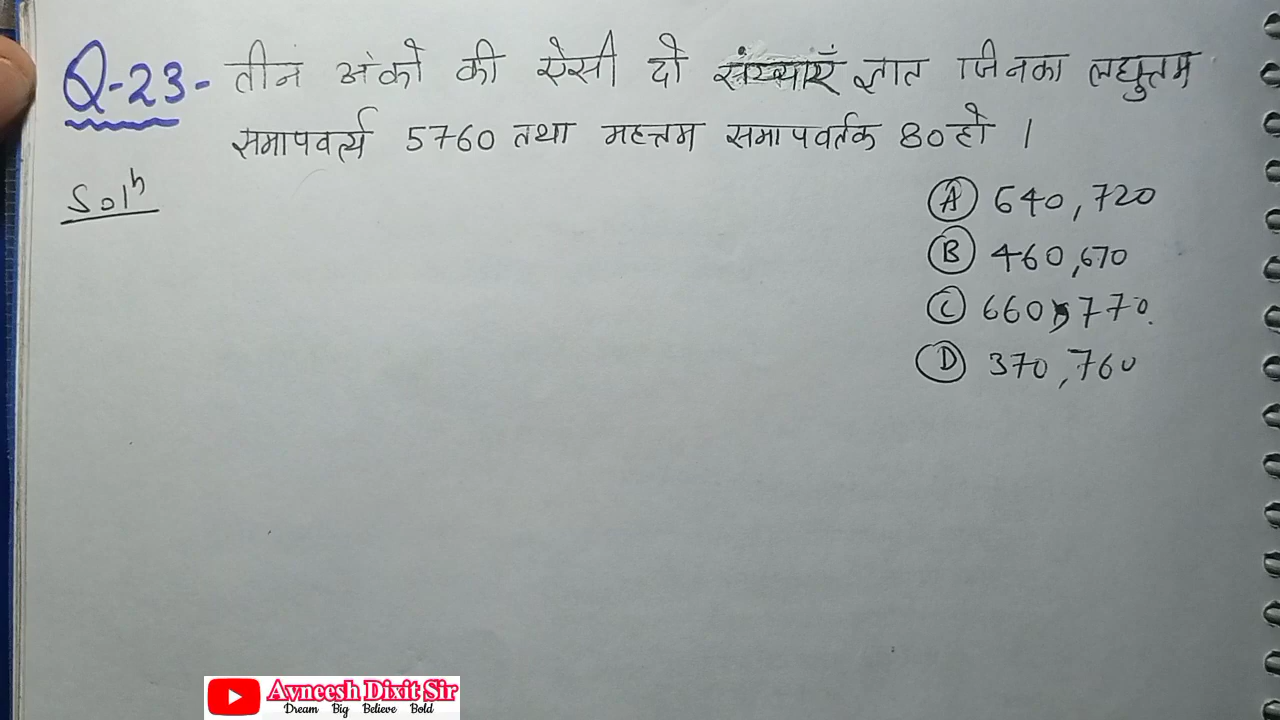 Q-23- तीन अंको की ऐसी दो संख्याएं ज्ञात जिनका लघुत्तम
समापवर्त्य 5760 तथा महत्तम समापवर्तक 80 हो ।
Solⁿ
(A) 640, 720
(B) 460, 670
(C) 660, 770.
(D) 370, 760
Avneesh Dixit Sir
Dream Big Believe Bold